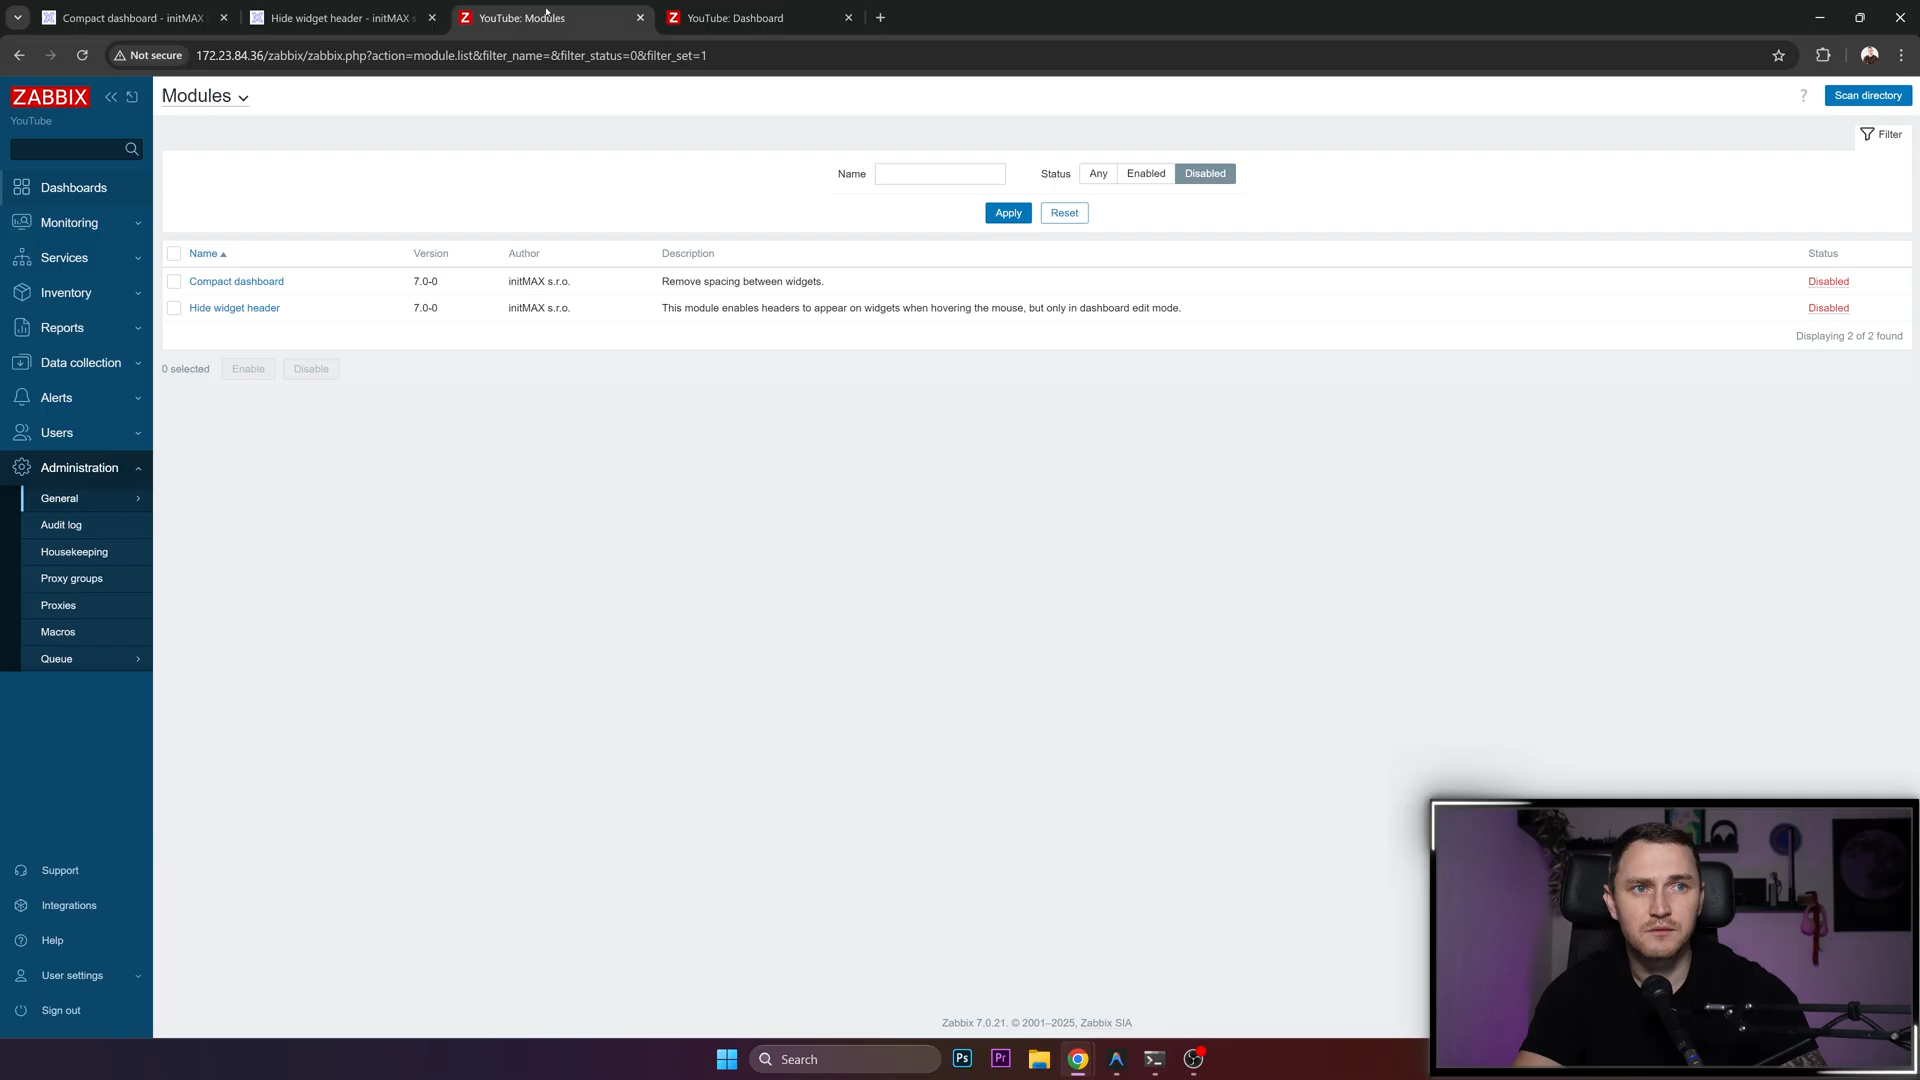 Compact dashboard - initMAX
Hide widget header - initMAX s
YouTube: Modules
YouTube: Dashboard
Not secure
172.23.84.36/zabbix/zabbix.php?action=module.list&filter_name=&filter_status=0&filter_set=1
ZABBIX
YouTube
Dashboards
Monitoring
Services
Inventory
Reports
Data collection
Alerts
Users
Administration
General
Audit log
Housekeeping
Proxy groups
Proxies
Macros
Queue
Support
Integrations
Help
User settings
Sign out
Modules
? Scan directory
Filter
Name Status Any Enabled Disabled
Apply Reset
Name Version Author Description Status
Compact dashboard 7.0-0 initMAX s.r.o. Remove spacing between widgets. Disabled
Hide widget header 7.0-0 initMAX s.r.o. This module enables headers to appear on widgets when hovering the mouse, but only in dashboard edit mode. Disabled
Displaying 2 of 2 found
0 selected Enable Disable
Zabbix 7.0.21. © 2001–2025, Zabbix SIA
Search
Ps
Pr